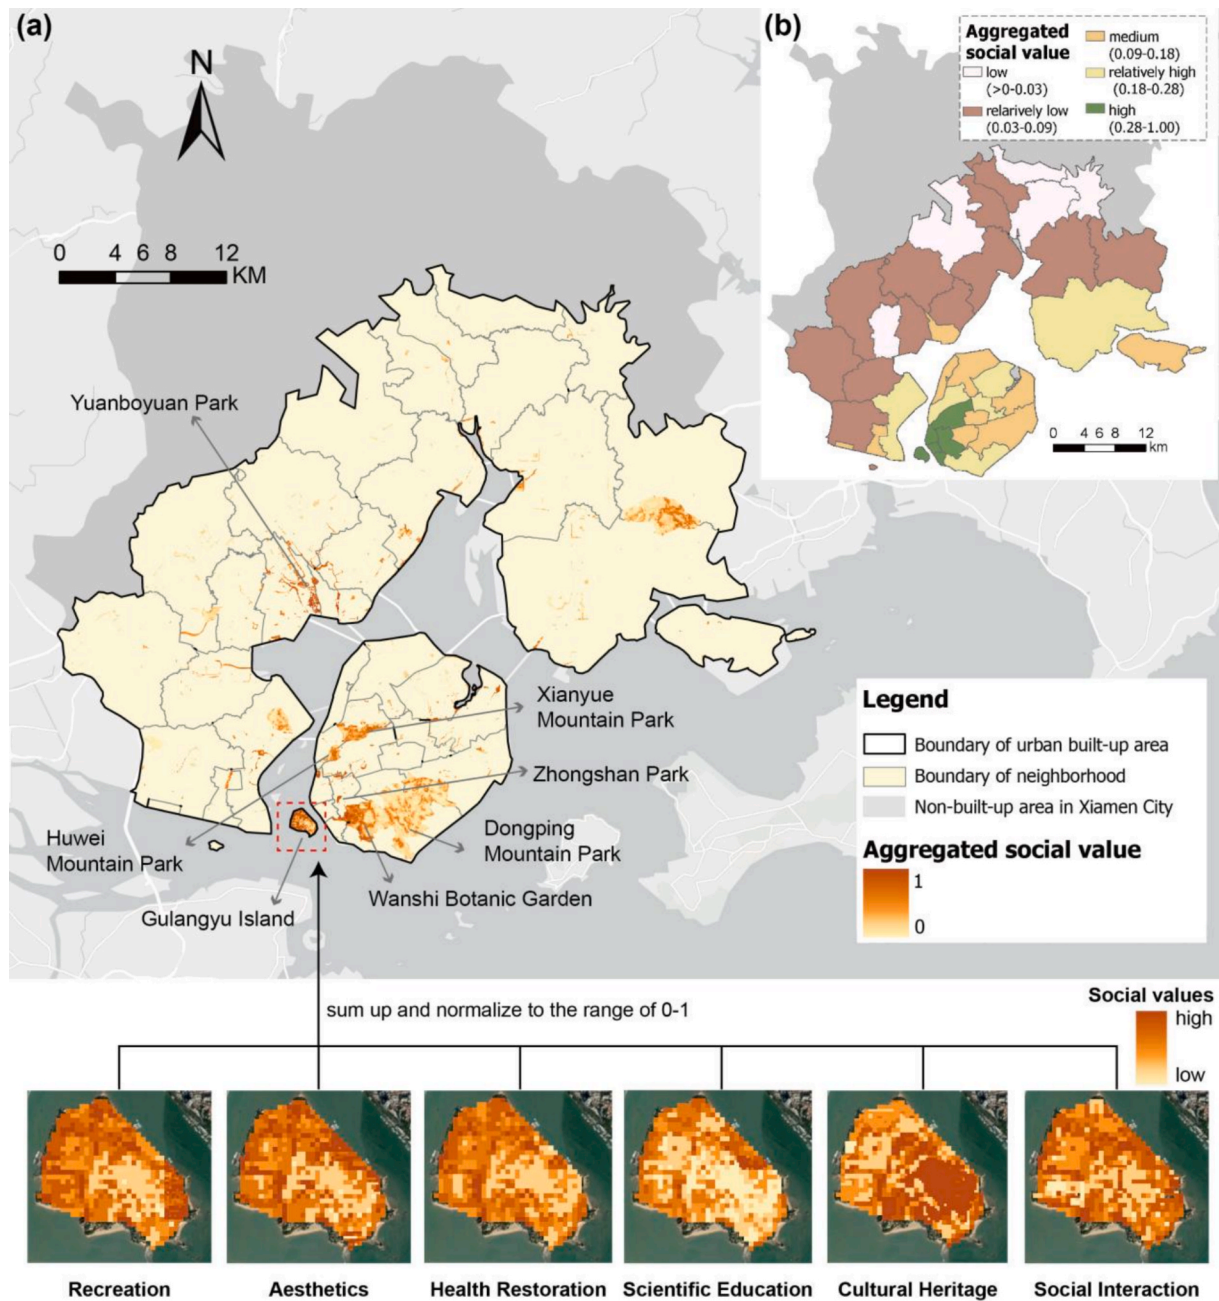 (a)
N
0 4 6 8 12
KM
Yuanboyuan Park
Xianyue
Mountain Park
Zhongshan Park
Huwei
Mountain Park
Dongping
Mountain Park
Wanshi Botanic Garden
Gulangyu Island
(b)
Aggregated
social value
low
(>0-0.03)
relarively low
(0.03-0.09)
medium
(0.09-0.18)
relatively high
(0.18-0.28)
high
(0.28-1.00)
0 4 6 8 12
km
Legend
Boundary of urban built-up area
Boundary of neighborhood
Non-built-up area in Xiamen City
Aggregated social value
1
0
sum up and normalize to the range of 0-1
Social values
high
low
Recreation
Aesthetics
Health Restoration
Scientific Education
Cultural Heritage
Social Interaction